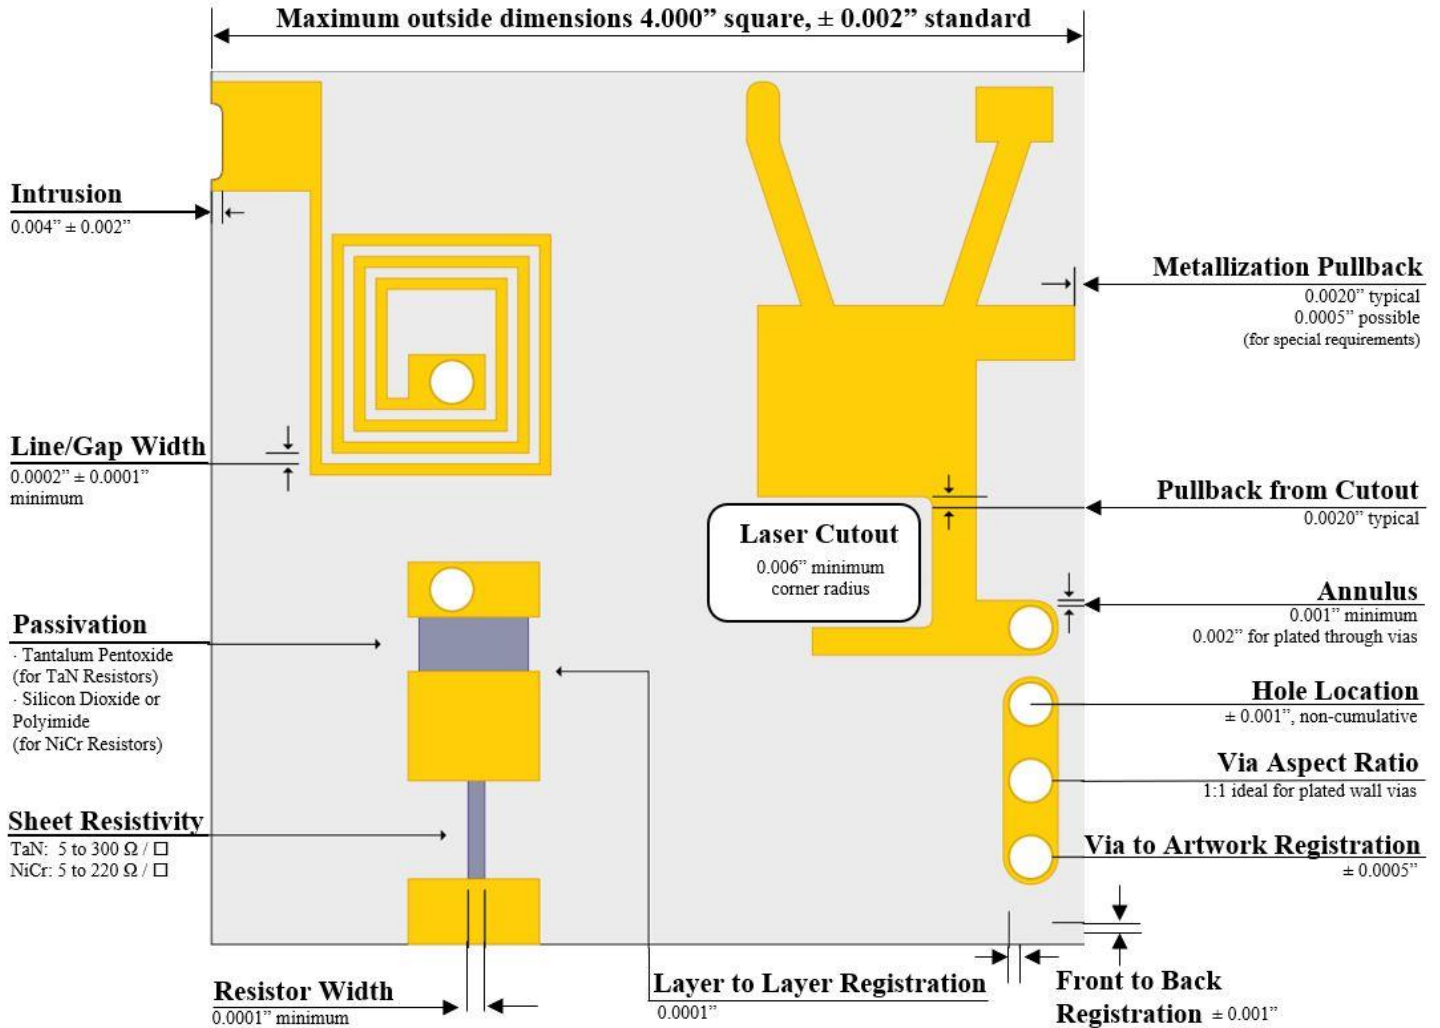 Maximum outside dimensions 4.000” square, ± 0.002” standard
Intrusion
0.004” ± 0.002”
Line/Gap Width
0.0002” ± 0.0001”
minimum
Passivation
· Tantalum Pentoxide
(for TaN Resistors)
· Silicon Dioxide or
Polyimide
(for NiCr Resistors)
Sheet Resistivity
TaN: 5 to 300 Ω / □
NiCr: 5 to 220 Ω / □
Resistor Width
0.0001” minimum
Layer to Layer Registration
0.0001”
Laser Cutout
0.006” minimum
corner radius
Metallization Pullback
0.0020” typical
0.0005” possible
(for special requirements)
Pullback from Cutout
0.0020” typical
Annulus
0.001” minimum
0.002” for plated through vias
Hole Location
± 0.001”, non-cumulative
Via Aspect Ratio
1:1 ideal for plated wall vias
Via to Artwork Registration
± 0.0005”
Front to Back
Registration ± 0.001”